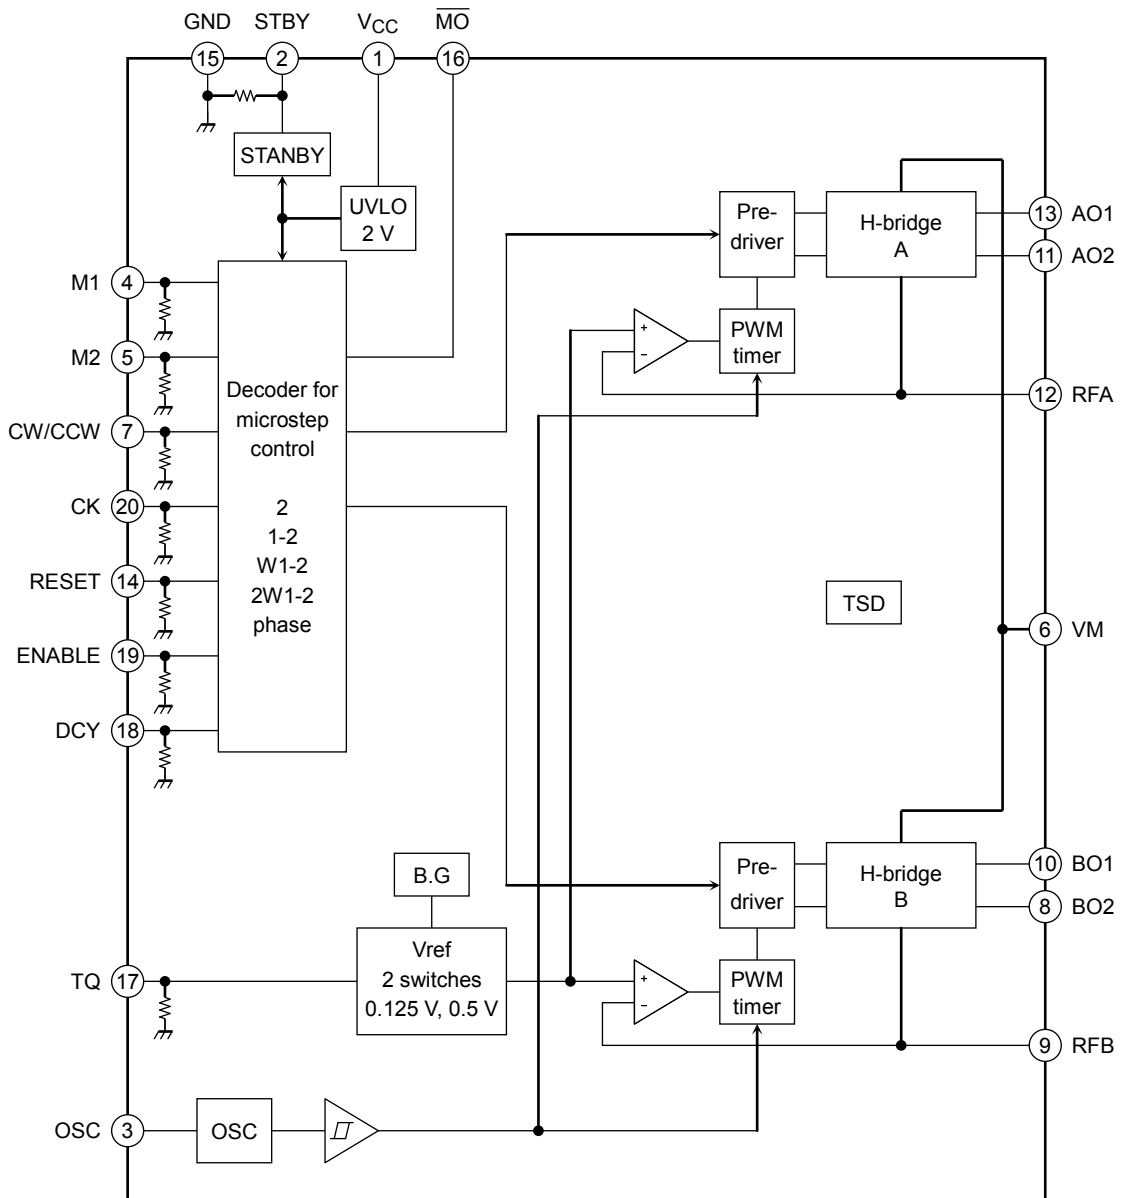 GND STBY VCC MO
15 2 1 16
STANBY
UVLO
2 V
Pre-
driver
H-bridge
A
13 AO1
11 AO2
M1 4
+
−
PWM
timer
M2 5
Decoder for
microstep
control
12 RFA
CW/CCW 7
CK 20
2
1-2
W1-2
2W1-2
phase
RESET 14
TSD
6 VM
ENABLE 19
DCY 18
B.G
Pre-
driver
H-bridge
B
10 BO1
8 BO2
TQ 17
Vref
2 switches
0.125 V, 0.5 V
+
−
PWM
timer
9 RFB
OSC 3
OSC